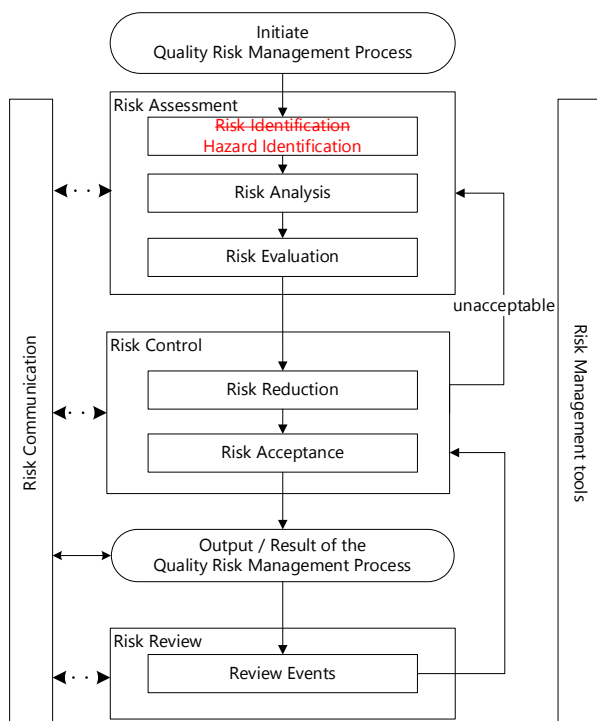 Initiate
Quality Risk Management Process
Risk Assessment
Risk Identification
Hazard Identification
Risk Analysis
Risk Evaluation
unacceptable
Risk Control
Risk Reduction
Risk Acceptance
Output / Result of the
Quality Risk Management Process
Risk Review
Review Events
Risk Communication
Risk Management tools